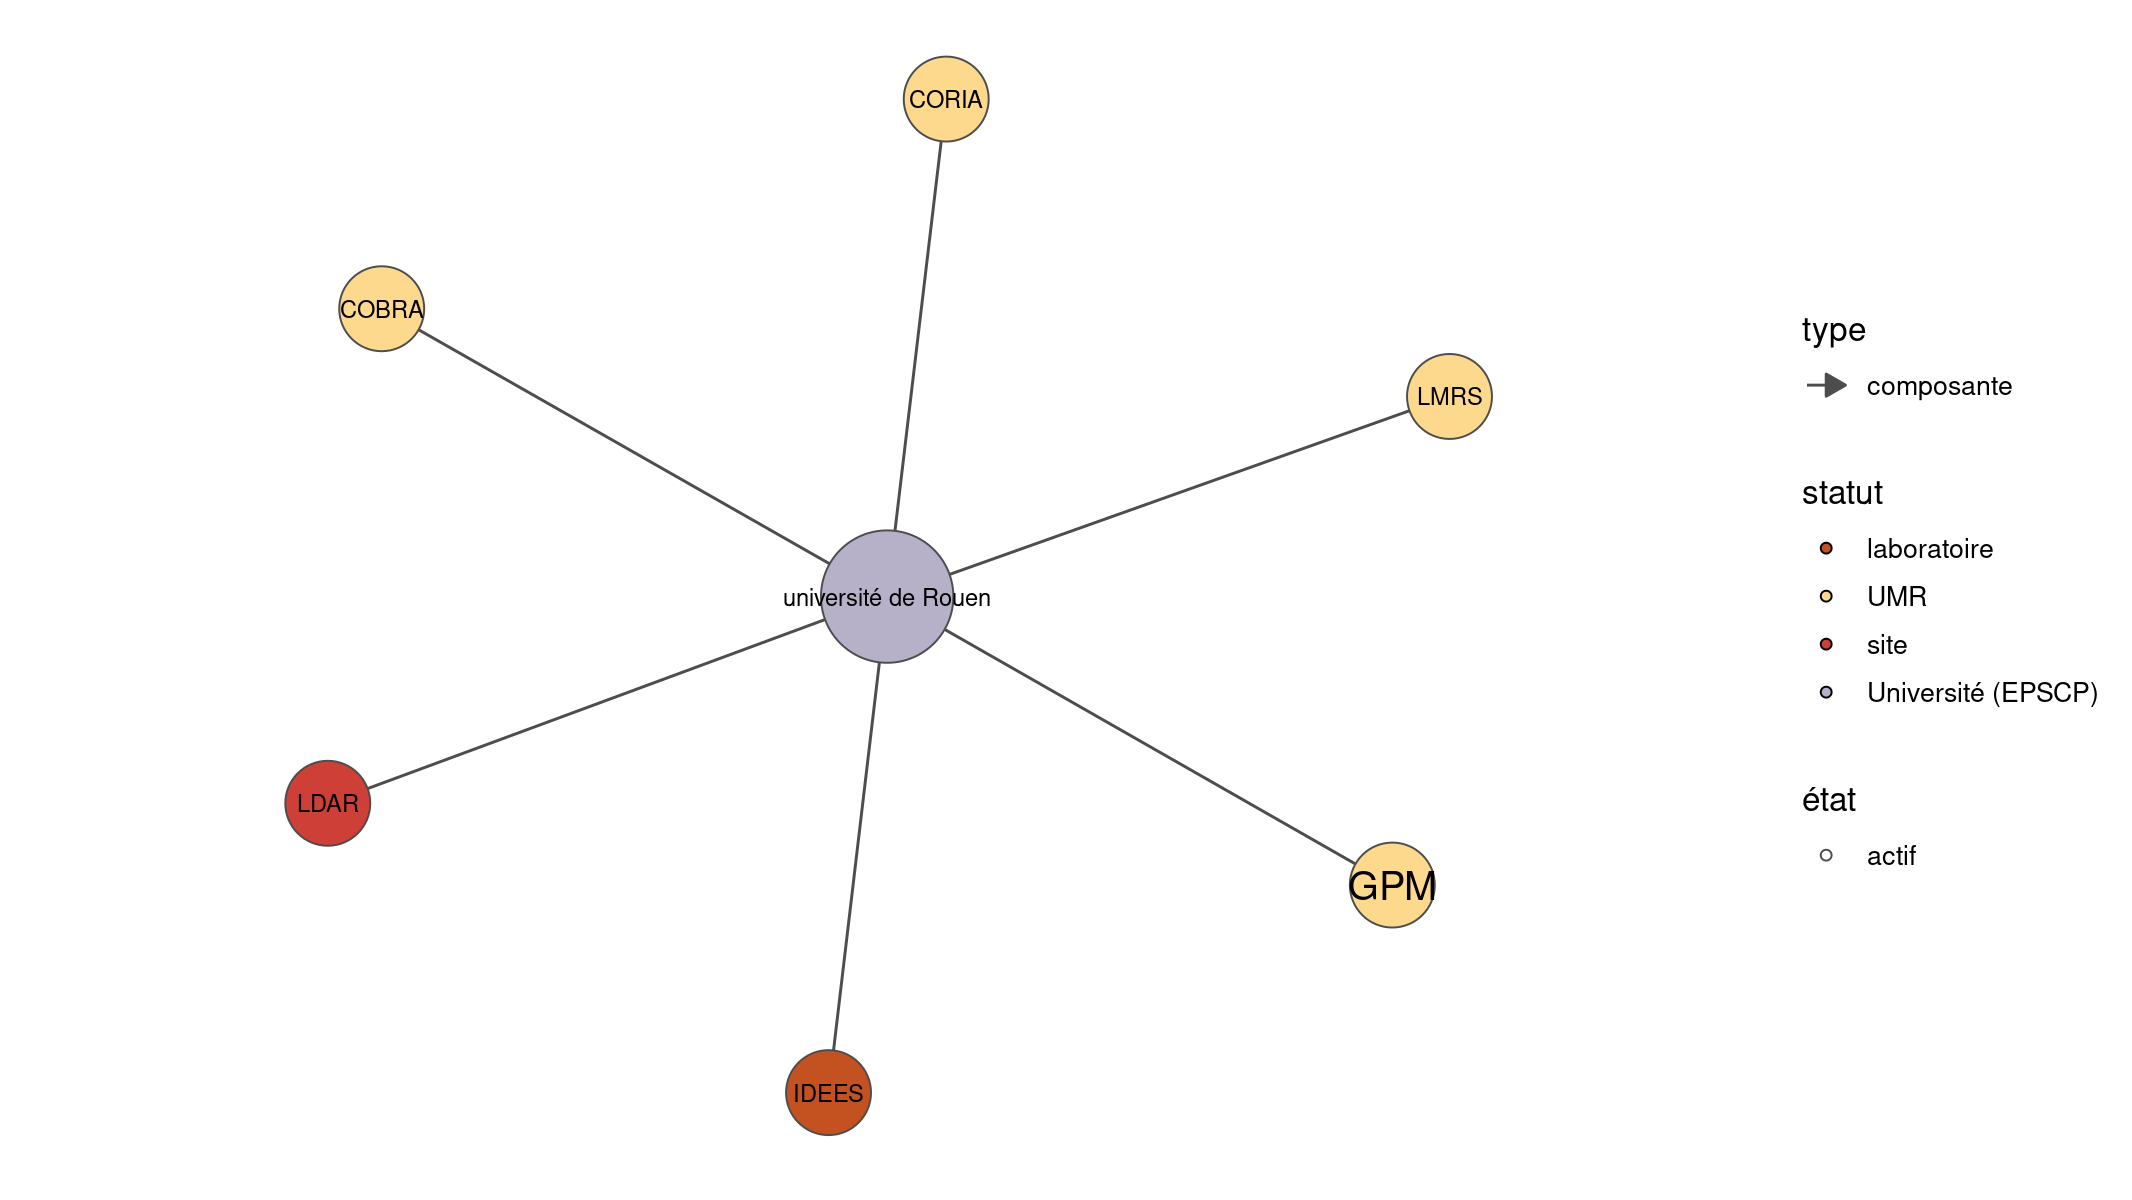 CORIA
COBRA
LMRS
université de Rouen
LDAR
GPM
IDEES
type
composante
statut
laboratoire
UMR
site
Université (EPSCP)
état
actif